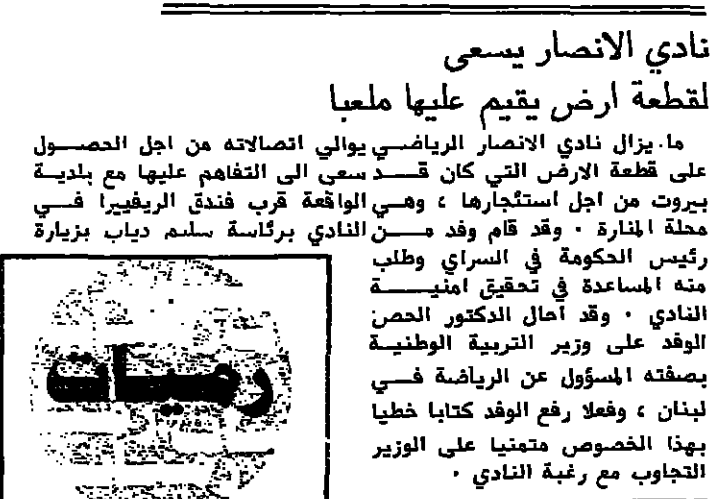 نادي الانصار يسعى
لقطعة ارض يقيم عليها ملعبا
ما يزال نادي الانصار الرياضي يوالي اتصالاته من اجل الحصول
على قطعة الارض التي كان قد سعى الى التفاهم عليها مع بلدية
بيروت من اجل استئجارها ، وهي الواقعة قرب فندق الريفييرا في
محلة المنارة . وقد قام وفد من النادي برئاسة سليم دياب بزيارة
رئيس الحكومة في السراي وطلب
منه المساعدة في تحقيق امنية
النادي . وقد احال الدكتور الحص
الوفد على وزير التربية الوطنية
بصفته المسؤول عن الرياضة في
لبنان ، وفعلا رفع الوفد كتابا خطيا
بهذا الخصوص متمنيا على الوزير
التجاوب مع رغبة النادي .